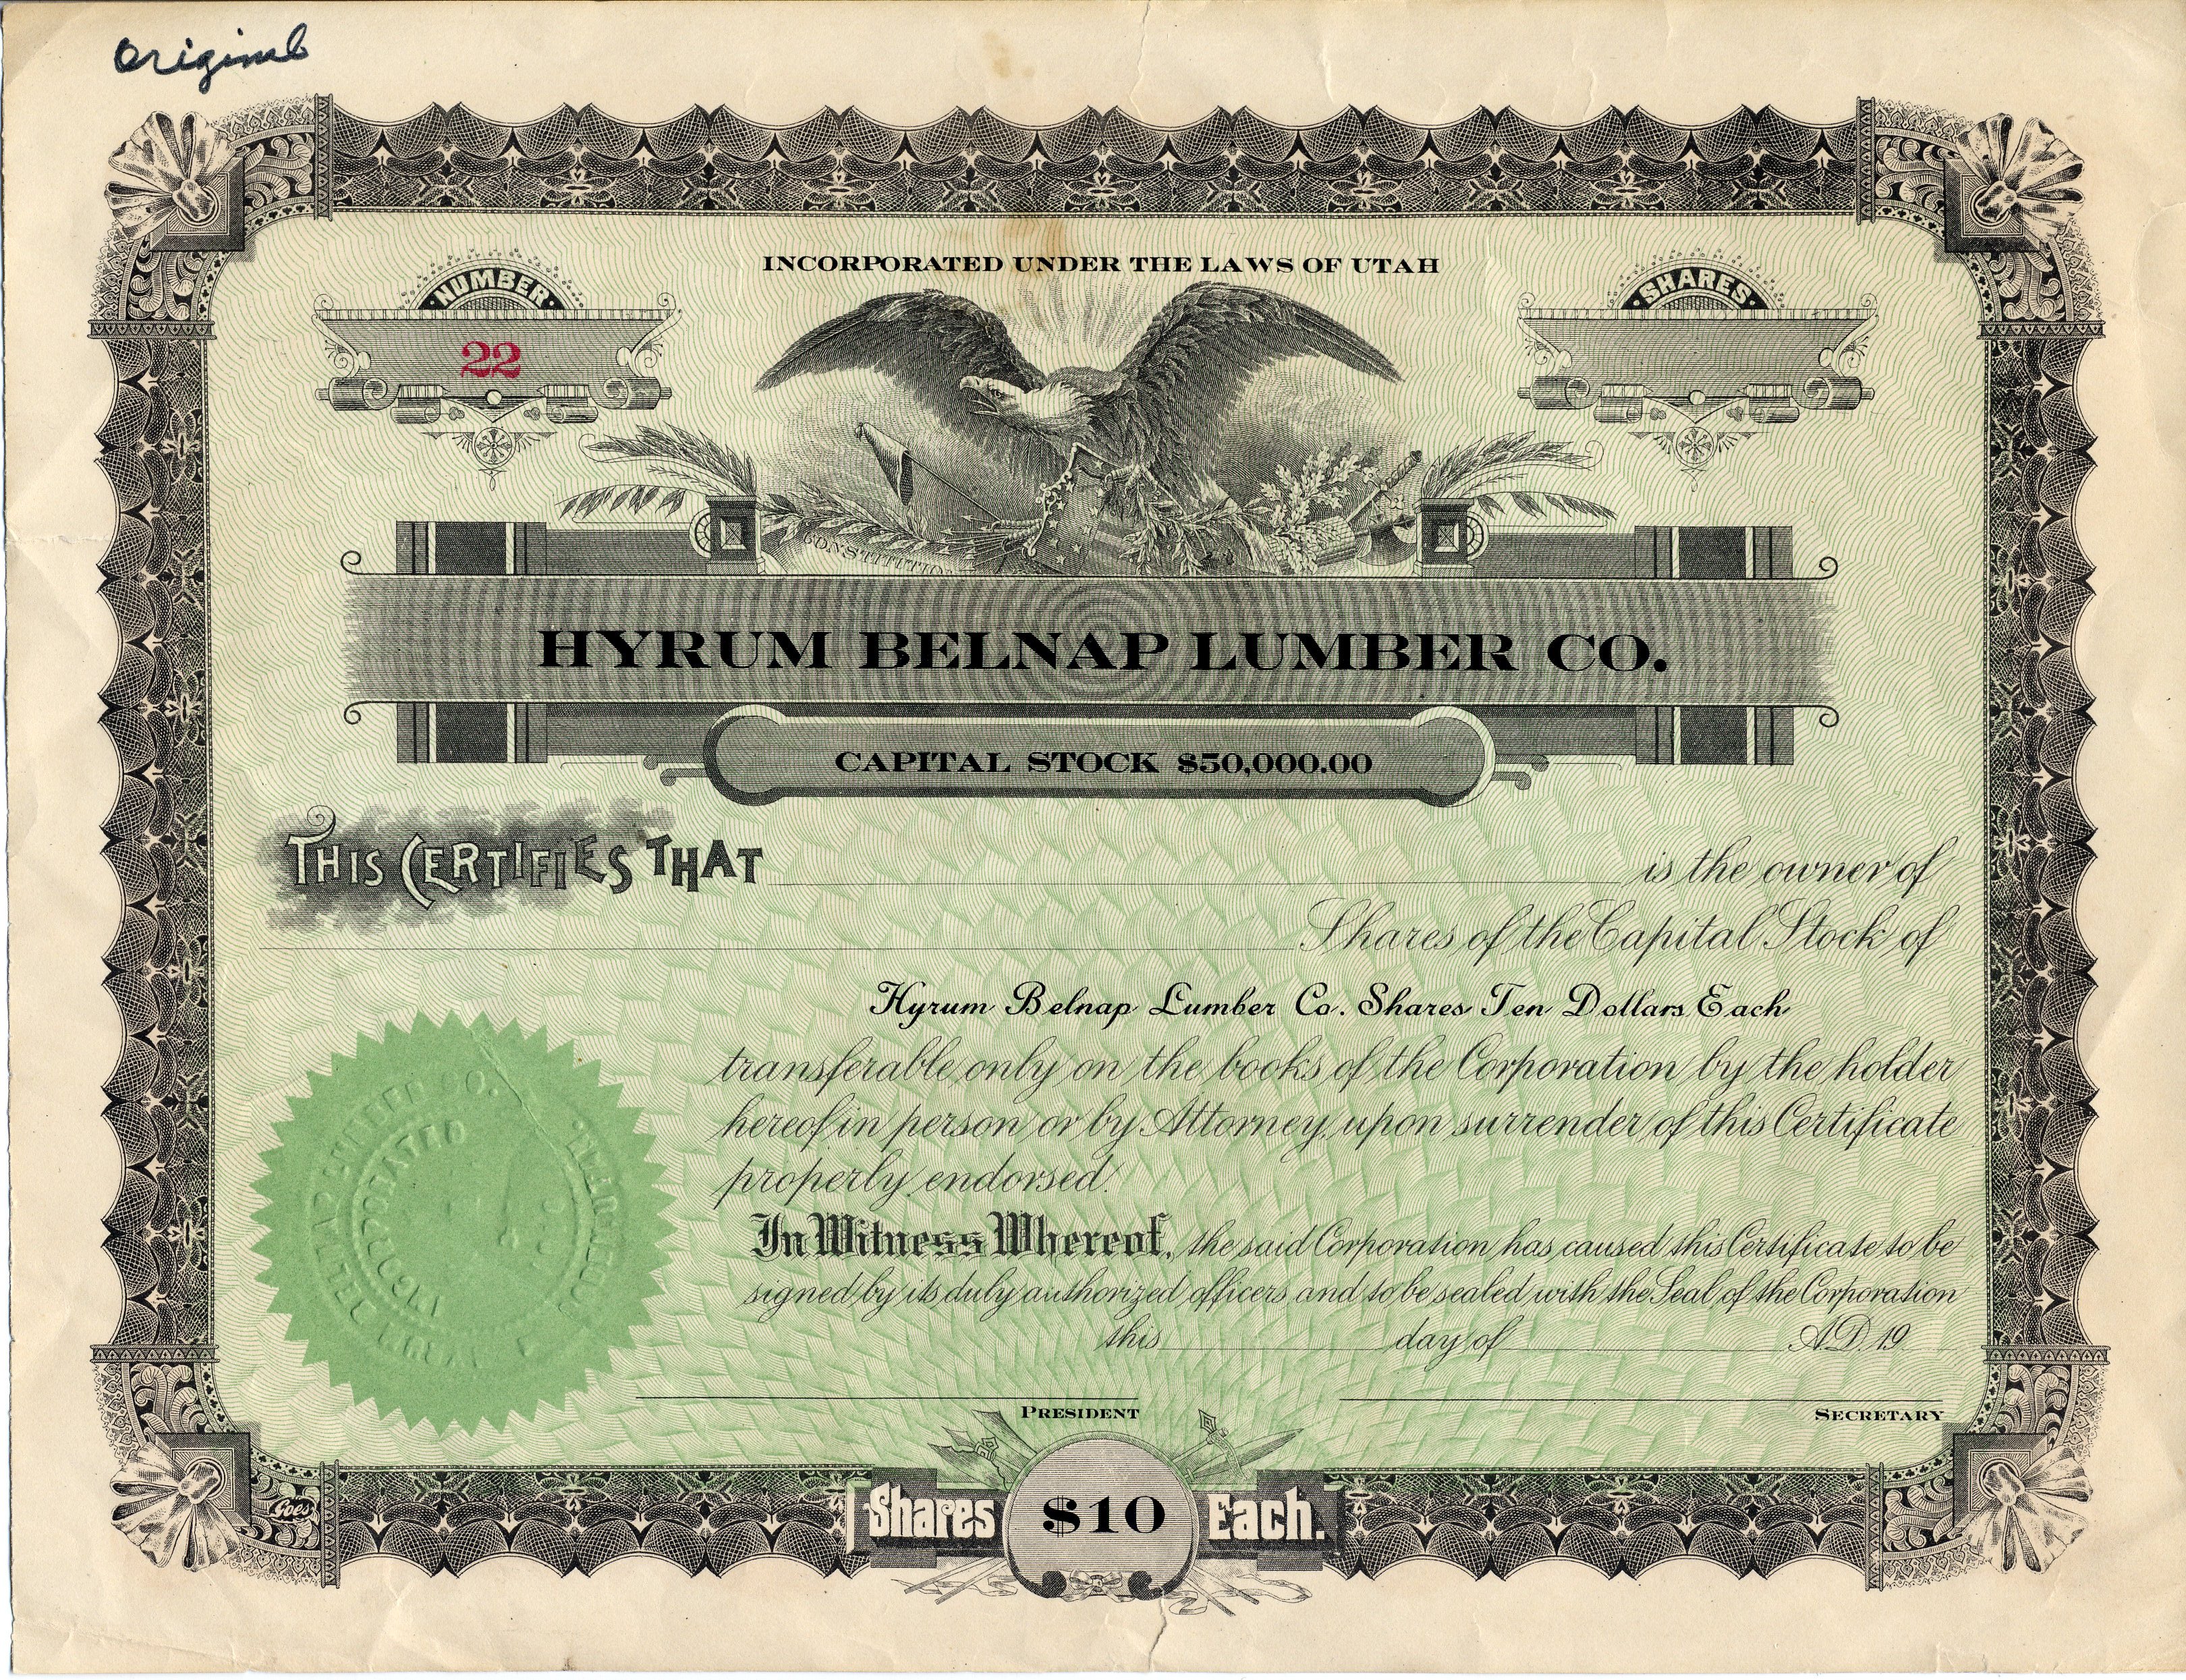 Original
INCORPORATED UNDER THE LAWS OF UTAH
NUMBER
22
SHARES
CONSTITUTION
HYRUM BELNAP LUMBER CO.
CAPITAL STOCK $50,000.00
THIS CERTIFIES THAT is the owner of
Shares of the Capital Stock of
Hyrum Belnap Lumber Co. Shares Ten Dollars Each
transferable only on the books of the Corporation by the holder
hereof in person or by Attorney, upon surrender of this Certificate
properly endorsed.
In Witness Whereof, the said Corporation has caused this Certificate to be
signed by its duly authorized officers and to be sealed with the Seal of the Corporation
this day of A.D. 19
PRESIDENT
SECRETARY
Goes
Shares $10 Each.
INCORPORATED